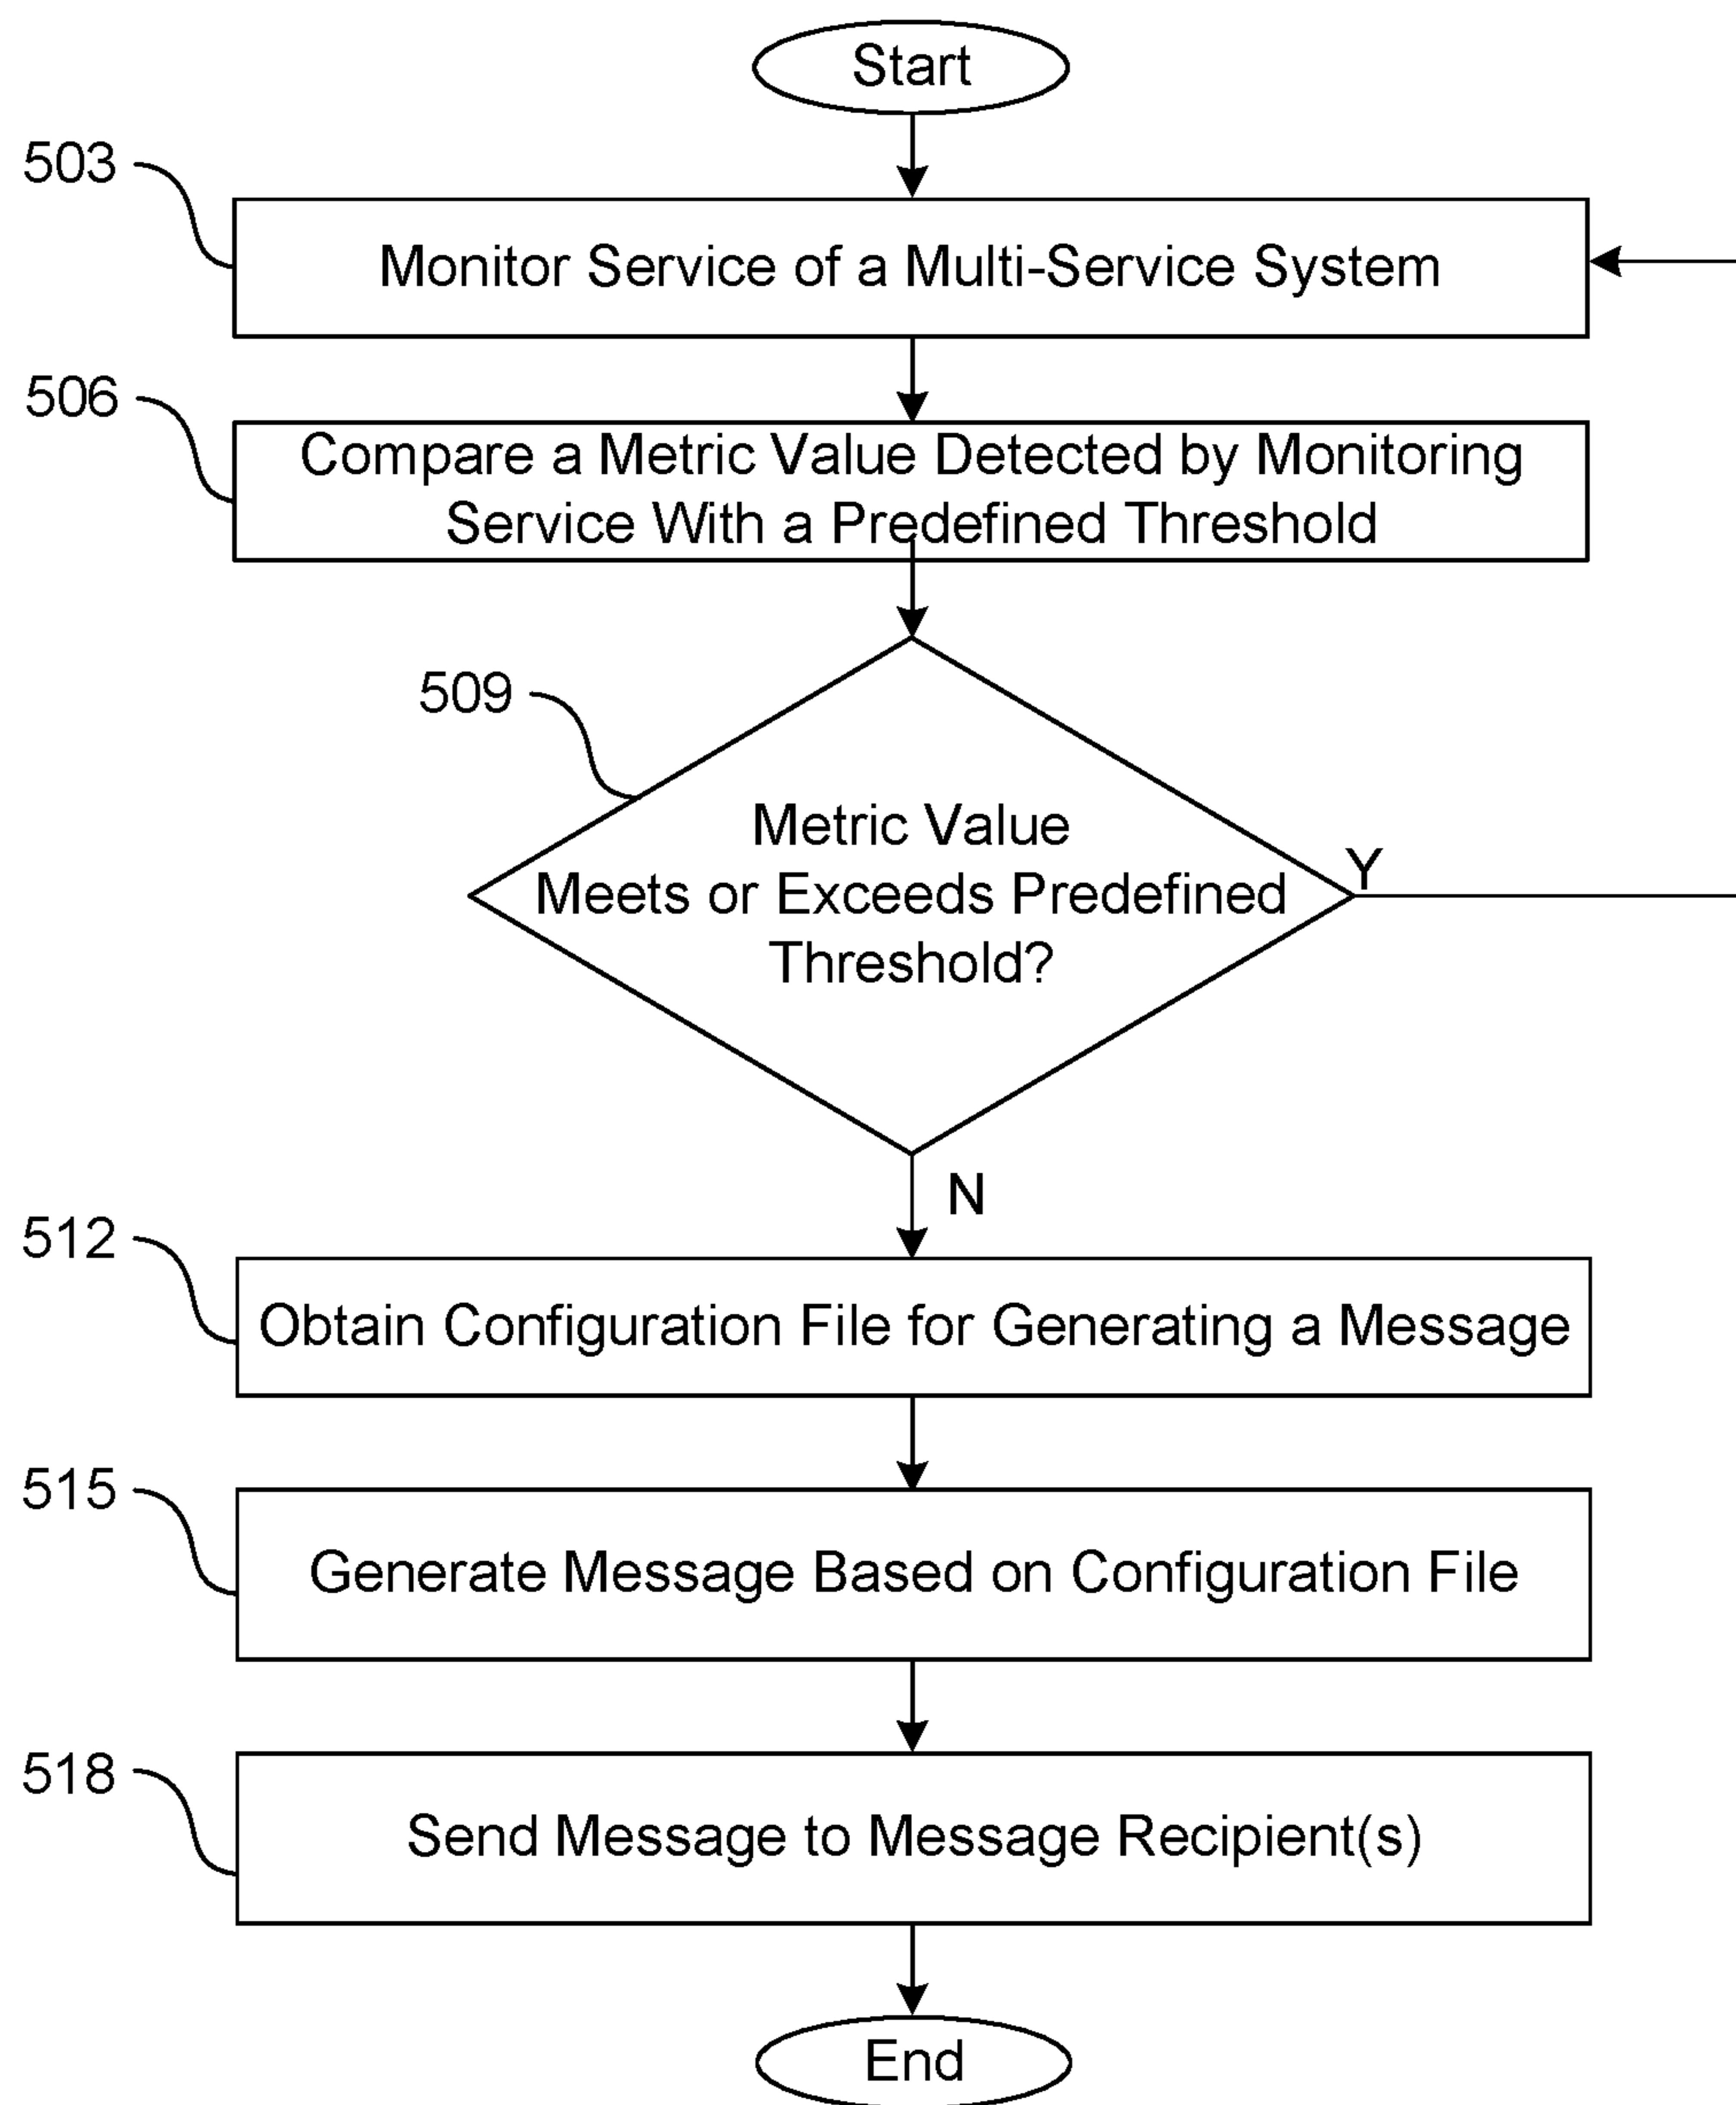 Start
503
Monitor Service of a Multi-Service System
506
Compare a Metric Value Detected by Monitoring
Service With a Predefined Threshold
509
Metric Value
Meets or Exceeds Predefined
Threshold?
Y
N
512
Obtain Configuration File for Generating a Message
515
Generate Message Based on Configuration File
518
Send Message to Message Recipient(s)
End